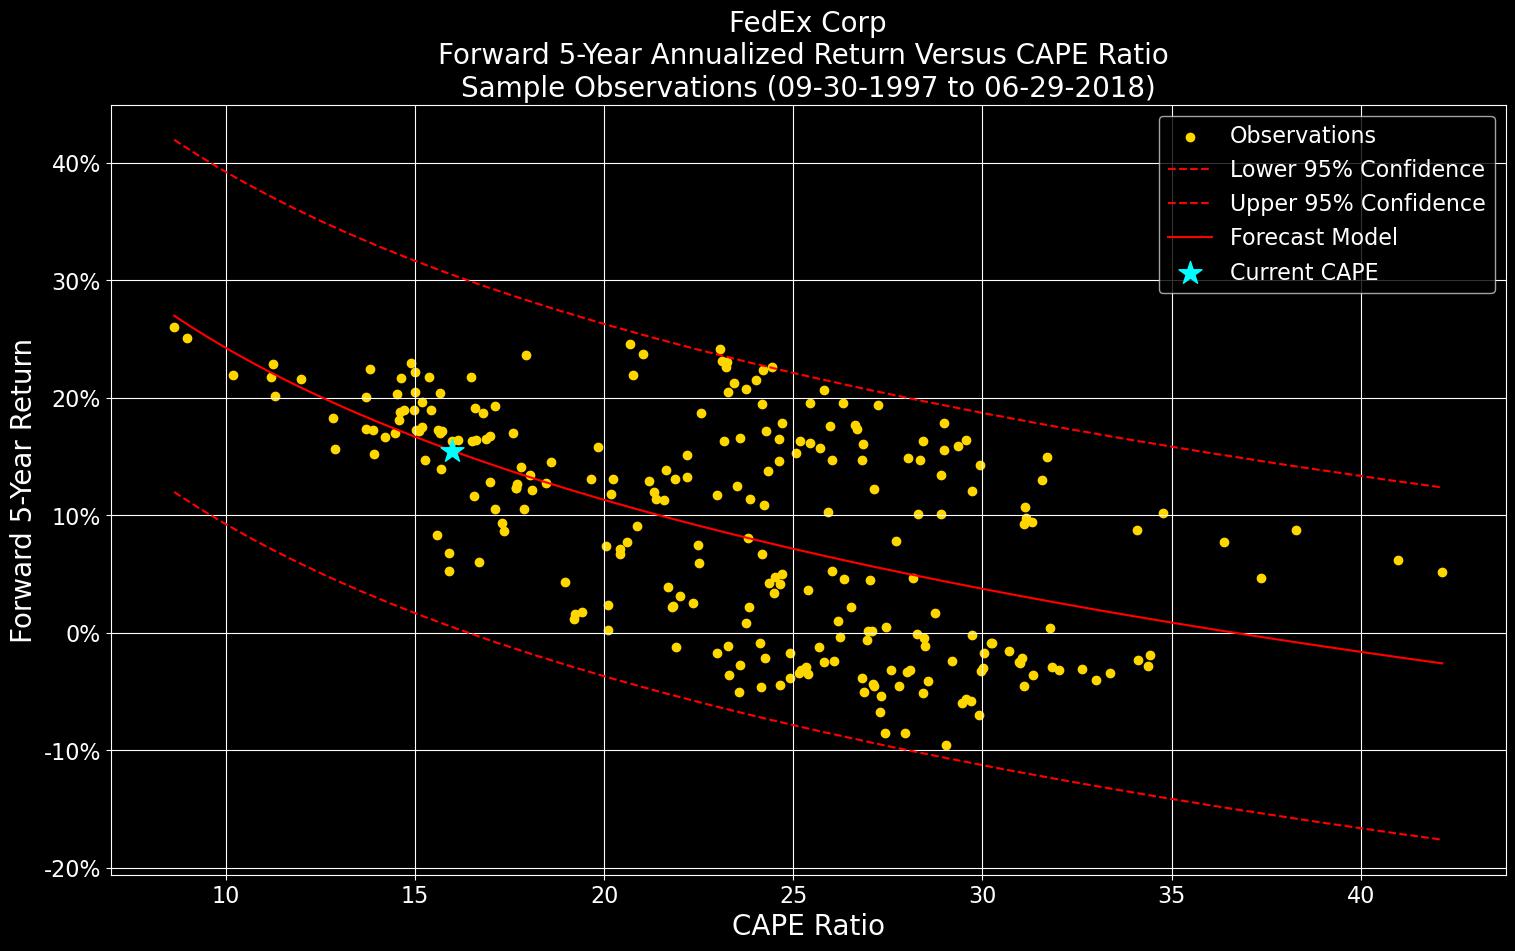 FedEx Corp
Forward 5-Year Annualized Return Versus CAPE Ratio
Sample Observations (09-30-1997 to 06-29-2018)
Observations
Lower 95% Confidence
Upper 95% Confidence
Forecast Model
Current CAPE
Forward 5-Year Return
40%
30%
20%
10%
0%
-10%
-20%
10 15 20 25 30 35 40
CAPE Ratio